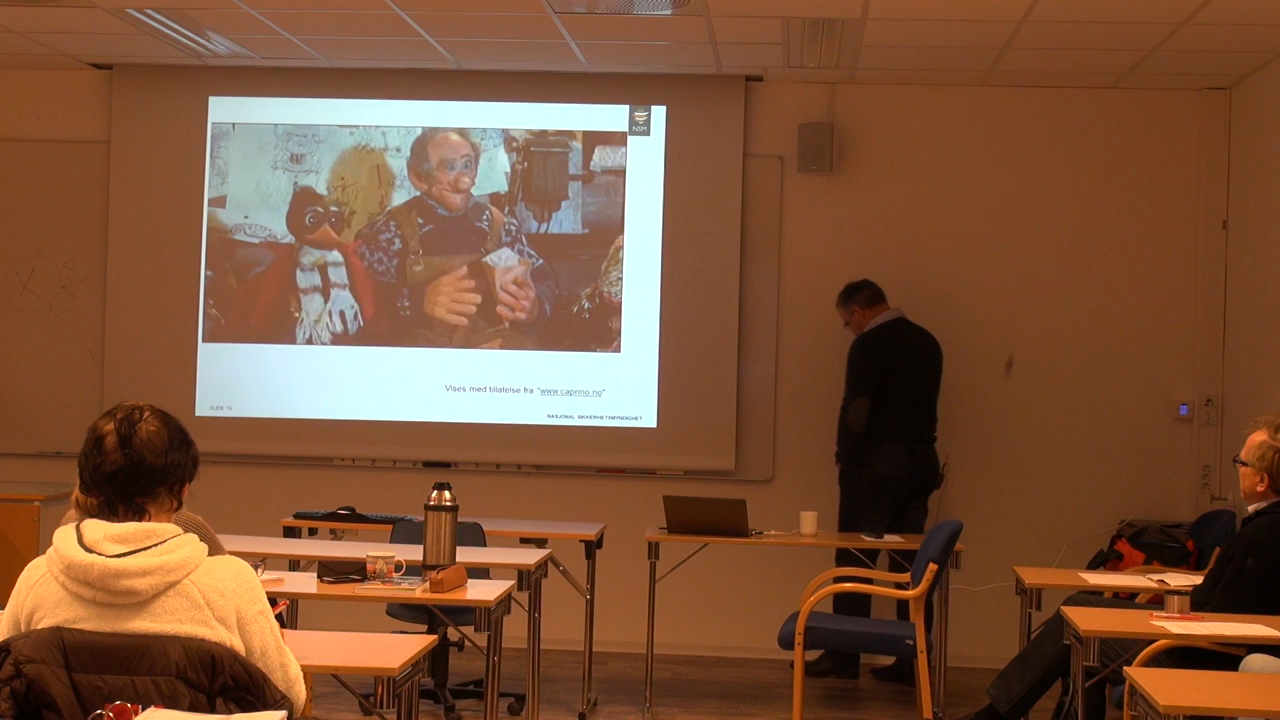 NSM
Vises med tillatelse fra "www.caprino.no"
SLIDE 15
NASJONAL SIKKERHETSMYNDIGHET